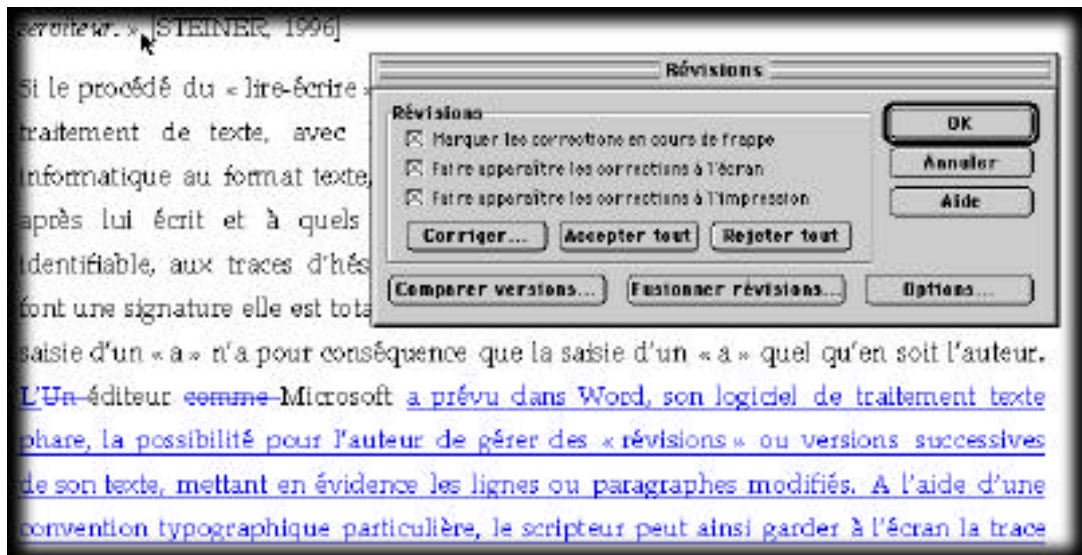 serviteur. ». [STEINER, 1996]
Si le procédé du « lire-écrire »
traitement de texte, avec
informatique au format texte,
après lui écrit et à quels
identifiable, aux traces d'hés
font une signature elle est tota
Révisions
Révisions
Marquer les corrections en cours de frappe
Faire apparaître les corrections à l'écran
Faire apparaître les corrections à l'impression
Corriger... Accepter tout Rejeter tout
OK
Annuler
Aide
Comparer versions... Fusionner révisions... Options...
saisie d'un « a » n'a pour conséquence que la saisie d'un « a » quel qu'en soit l'auteur.
L'Un éditeur comme Microsoft a prévu dans Word, son logiciel de traitement texte
phare, la possibilité pour l'auteur de gérer des « révisions » ou versions successives
de son texte, mettant en évidence les lignes ou paragraphes modifiés. A l'aide d'une
convention typographique particulière, le scripteur peut ainsi garder à l'écran la trace